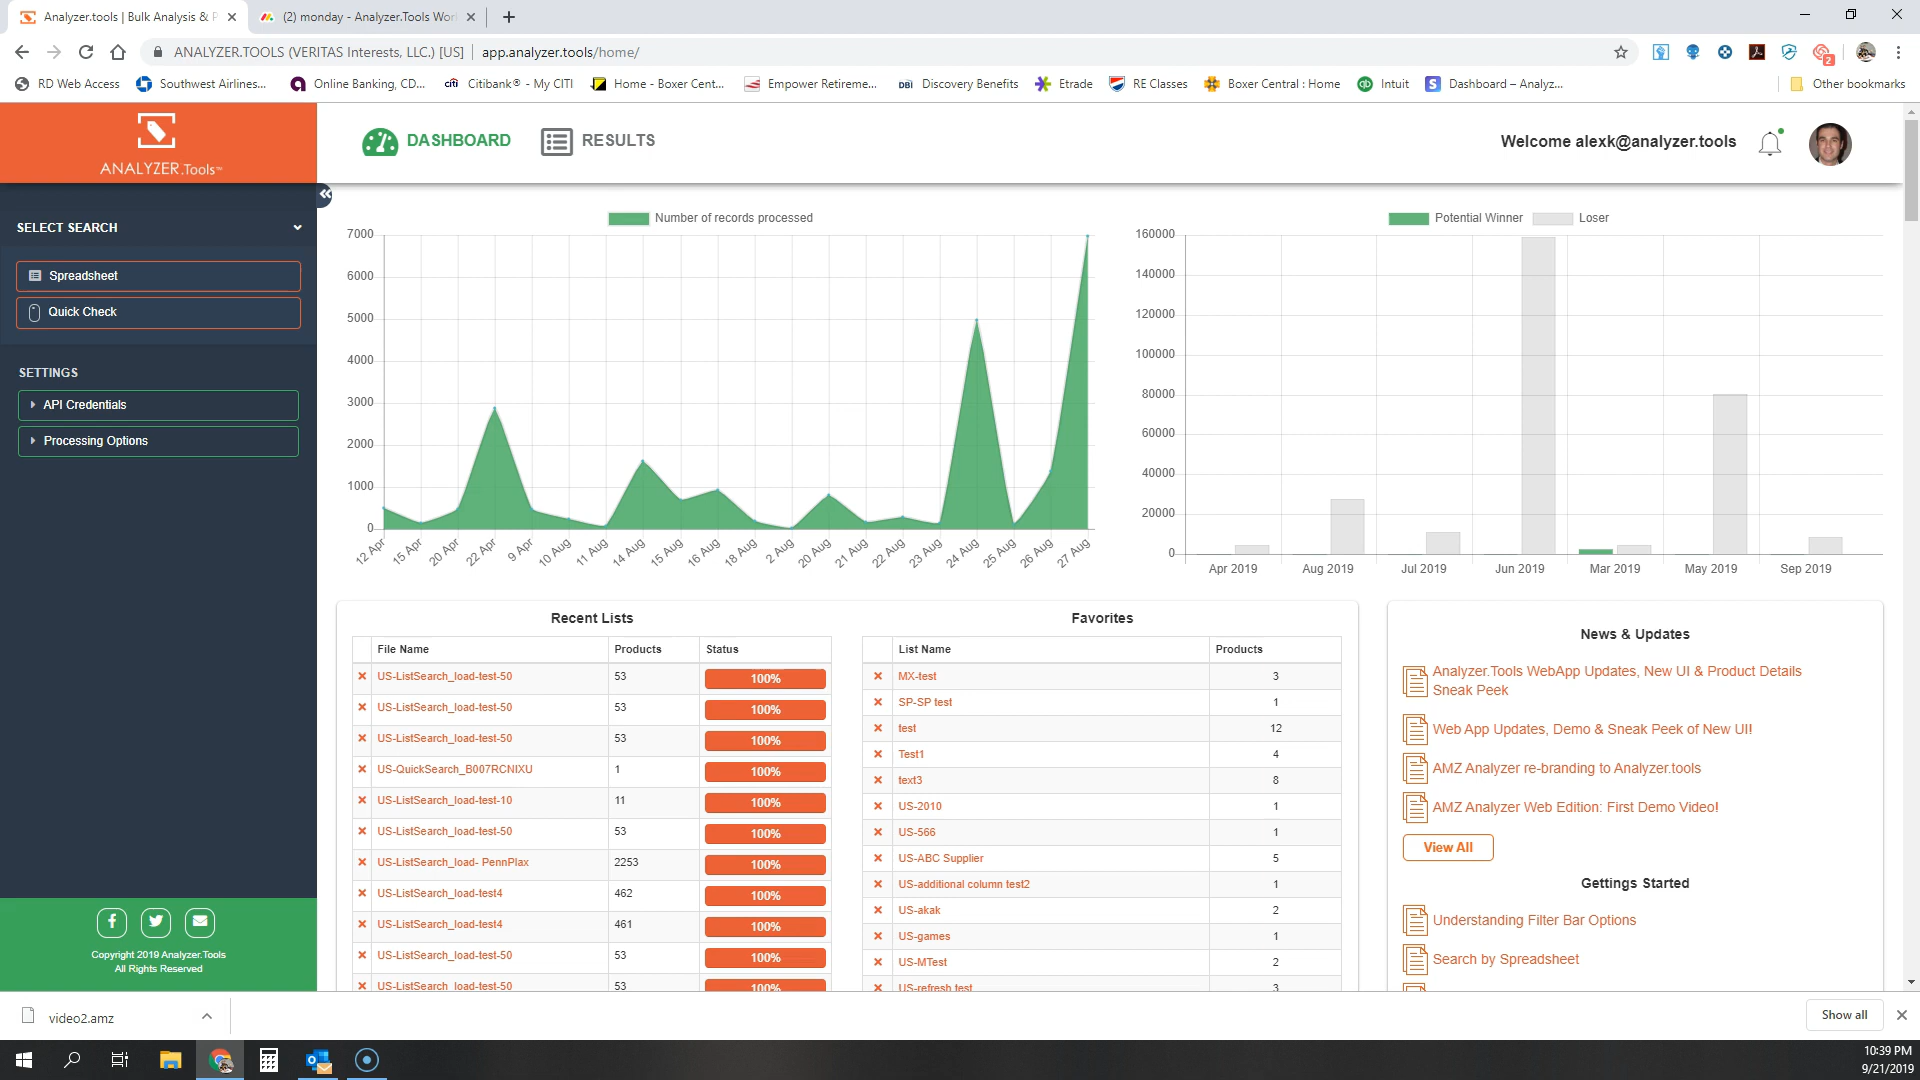 Analyzer.tools | Bulk Analysis & P
(2) monday - Analyzer.Tools Wor
ANALYZER.TOOLS (VERITAS Interests, LLC.) [US]
app.analyzer.tools/home/
2
RD Web Access
Southwest Airlines...
Online Banking, CD...
citi
Citibank® - My CITI
Home - Boxer Cent...
Empower Retireme...
DBI
Discovery Benefits
Etrade
RE Classes
Boxer Central : Home
qb
Intuit
S
Dashboard – Analyz...
Other bookmarks
ANALYZER.Tools™
DASHBOARD
RESULTS
Welcome alexk@analyzer.tools
SELECT SEARCH
Spreadsheet
Quick Check
SETTINGS
API Credentials
Processing Options
Number of records processed
7000
6000
5000
4000
3000
2000
1000
0
12 Apr
15 Apr
20 Apr
22 Apr
9 Apr
10 Aug
11 Aug
14 Aug
15 Aug
16 Aug
18 Aug
2 Aug
20 Aug
21 Aug
22 Aug
23 Aug
24 Aug
25 Aug
26 Aug
27 Aug
Potential Winner
Loser
160000
140000
120000
100000
80000
60000
40000
20000
0
Apr 2019
Aug 2019
Jul 2019
Jun 2019
Mar 2019
May 2019
Sep 2019
Recent Lists
File Name Products Status
US-ListSearch_load-test-50 53 100%
US-ListSearch_load-test-50 53 100%
US-ListSearch_load-test-50 53 100%
US-QuickSearch_B007RCNIXU 1 100%
US-ListSearch_load-test-10 11 100%
US-ListSearch_load-test-50 53 100%
US-ListSearch_load- PennPlax 2253 100%
US-ListSearch_load-test4 462 100%
US-ListSearch_load-test4 461 100%
US-ListSearch_load-test-50 53 100%
US-ListSearch_load-test-50 53 100%
Favorites
List Name Products
MX-test 3
SP-SP test 1
test 12
Test1 4
text3 8
US-2010 1
US-566 1
US-ABC Supplier 5
US-additional column test2 1
US-akak 2
US-games 1
US-MTest 2
US-refresh test 3
News & Updates
Analyzer.Tools WebApp Updates, New UI & Product Details
Sneak Peek
Web App Updates, Demo & Sneak Peek of New UI!
AMZ Analyzer re-branding to Analyzer.tools
AMZ Analyzer Web Edition: First Demo Video!
View All
Gettings Started
Understanding Filter Bar Options
Search by Spreadsheet
Copyright 2019 Analyzer.Tools
All Rights Reserved
video2.amz
Show all
10:39 PM
9/21/2019